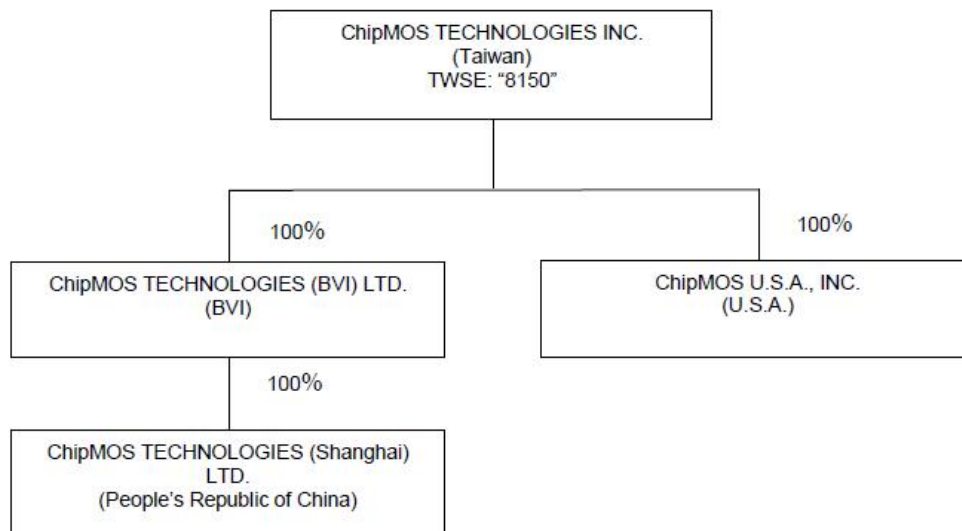 ChipMOS TECHNOLOGIES INC.
(Taiwan)
TWSE: “8150”
100%
100%
ChipMOS TECHNOLOGIES (BVI) LTD.
(BVI)
ChipMOS U.S.A., INC.
(U.S.A.)
100%
ChipMOS TECHNOLOGIES (Shanghai)
LTD.
(People’s Republic of China)